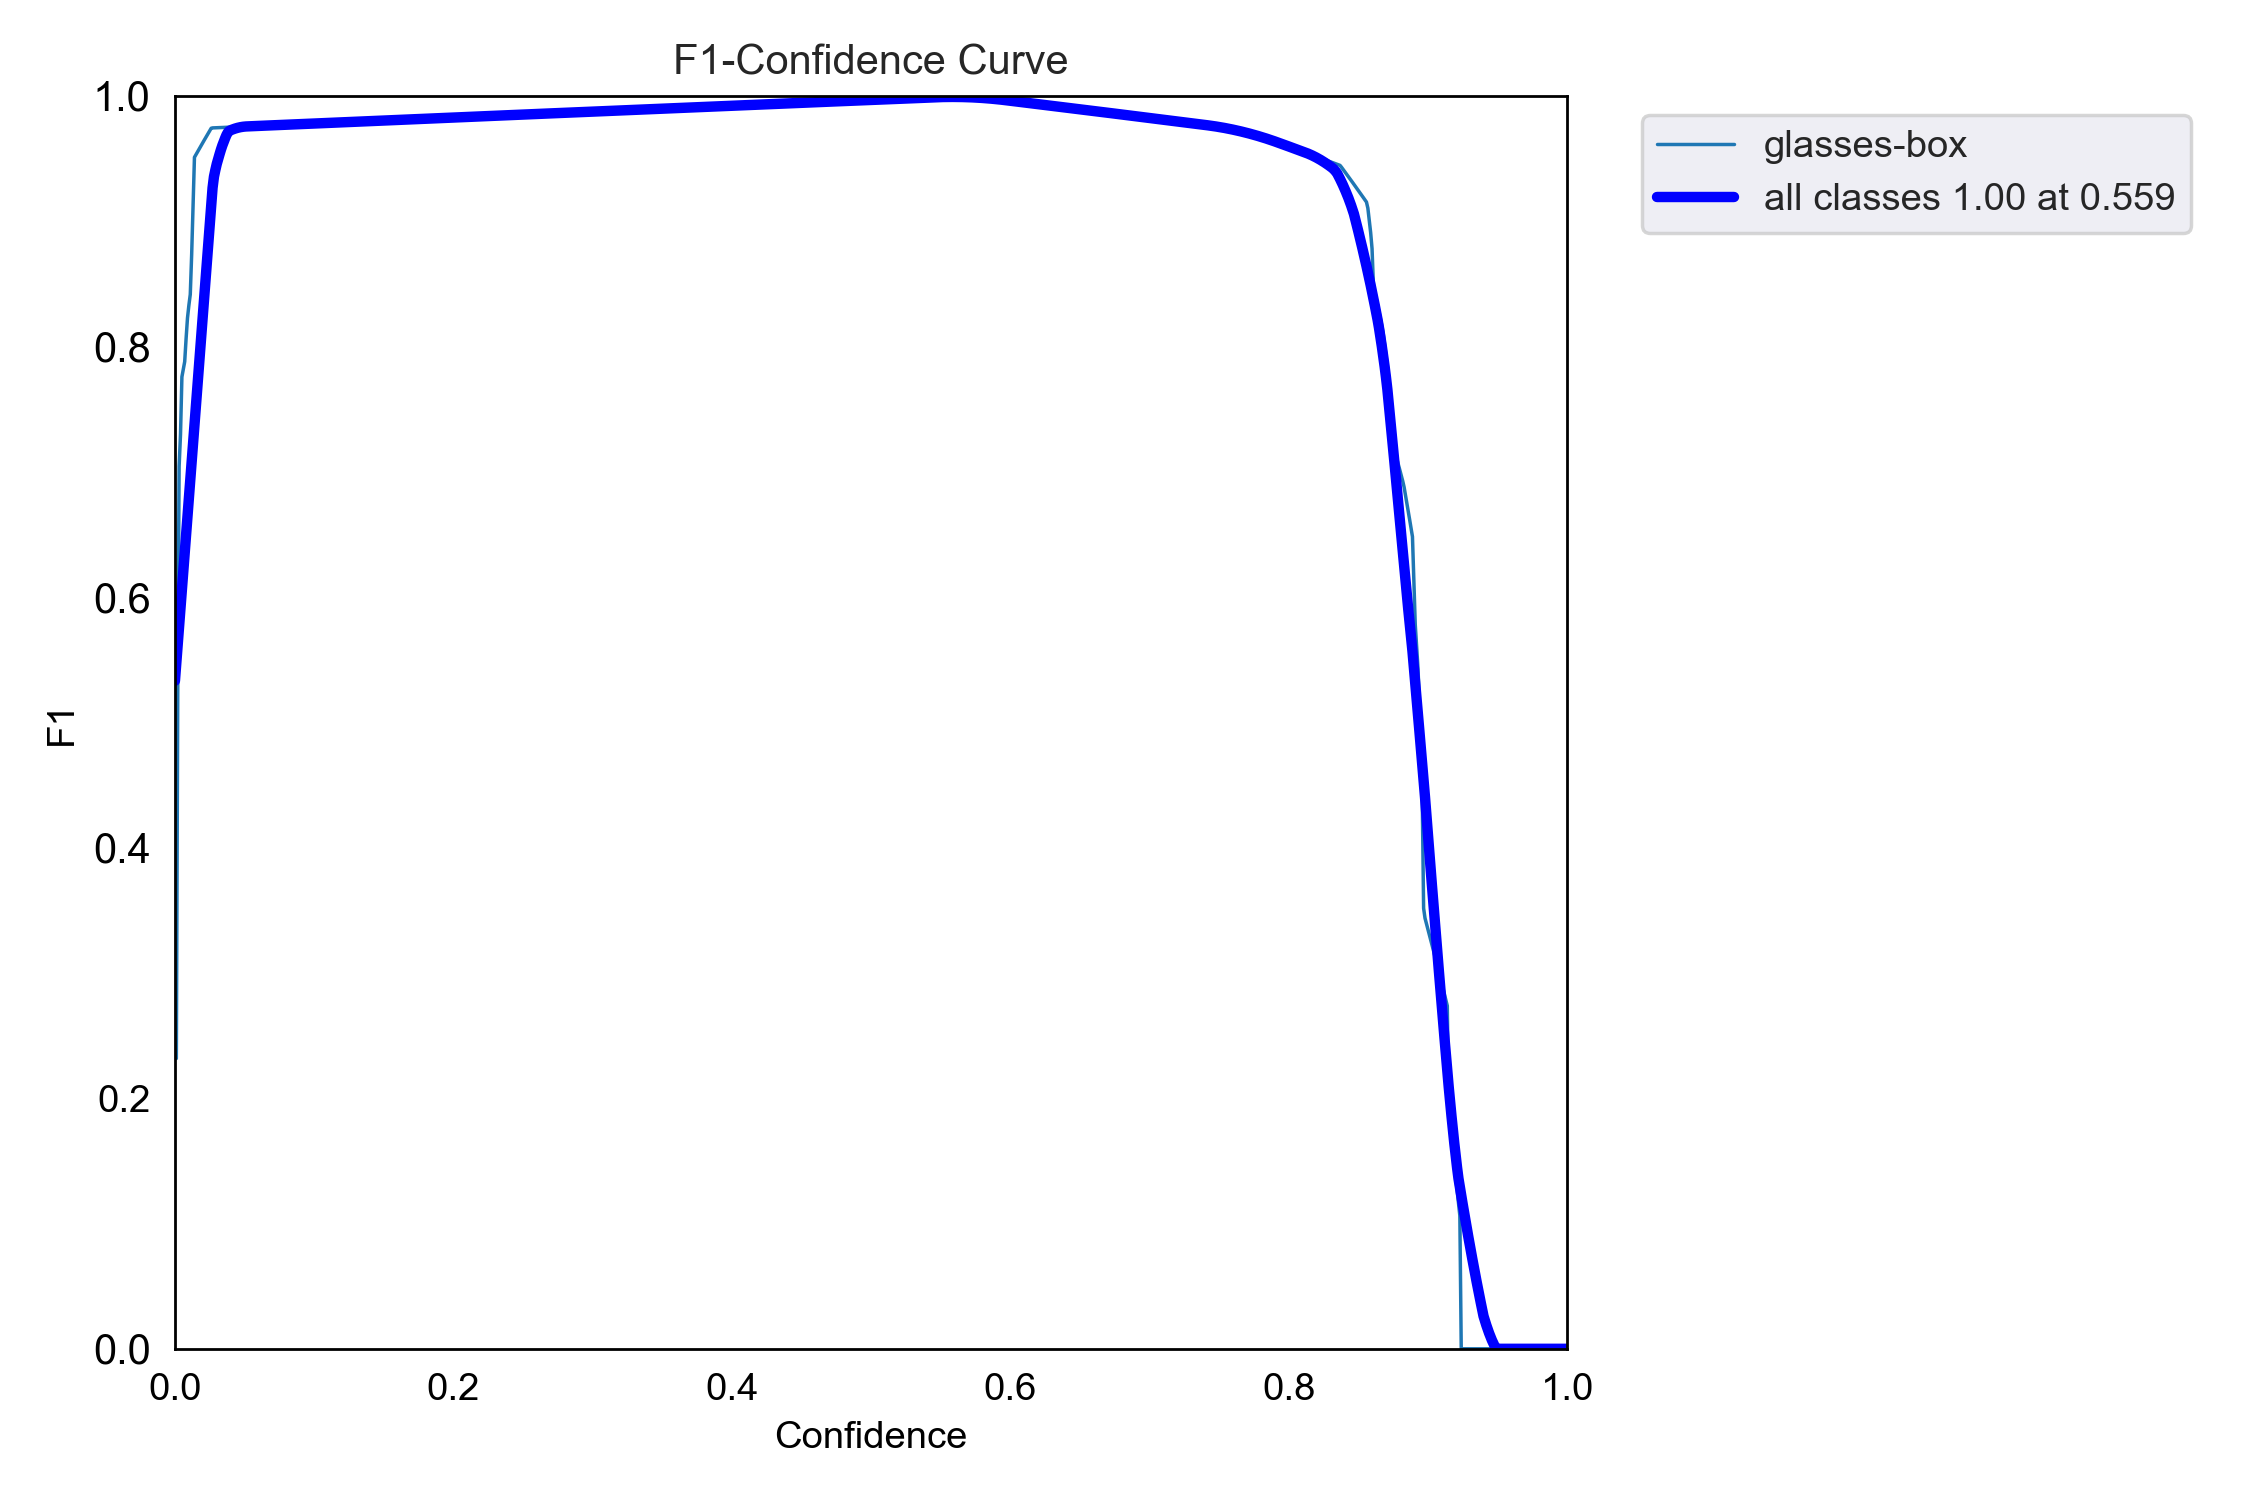 F1-Confidence Curve
1.0
0.8
0.6
0.4
0.2
0.0
F1
0.0 0.2 0.4 0.6 0.8 1.0
Confidence
glasses-box
all classes 1.00 at 0.559